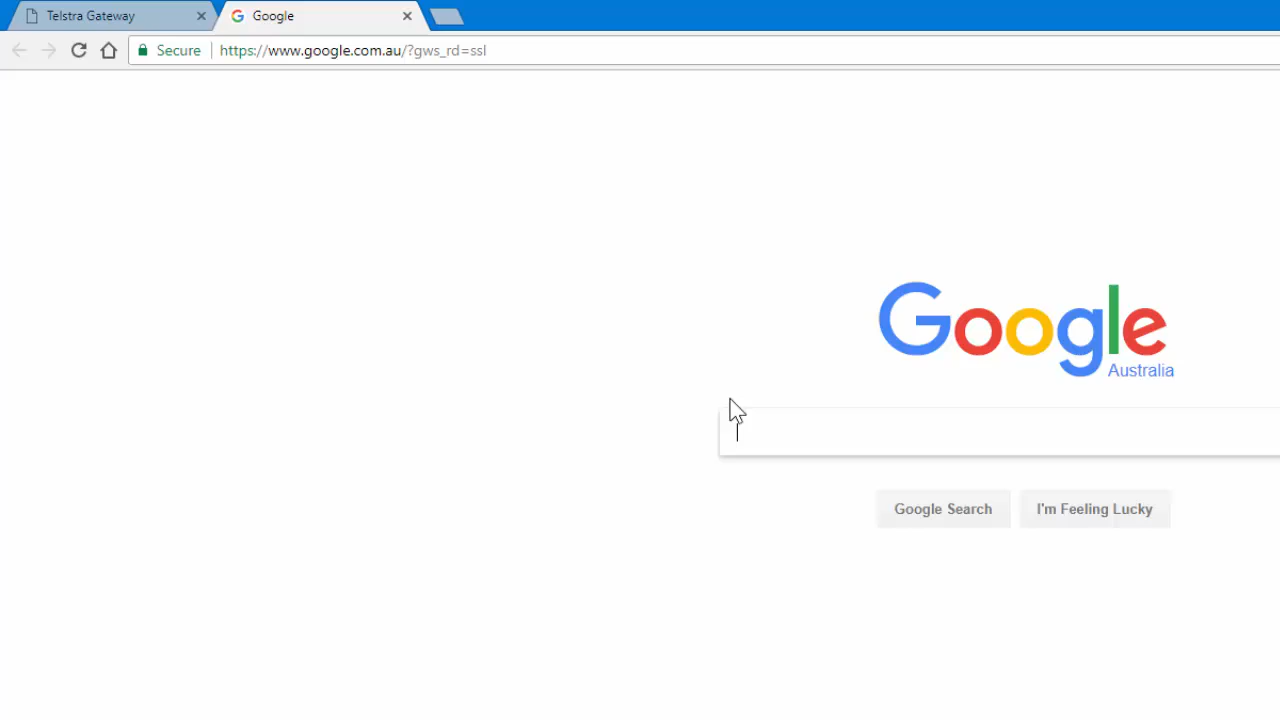 Telstra Gateway
Google
Secure https://www.google.com.au/?gws_rd=ssl
Google
Australia
Google Search
I'm Feeling Lucky